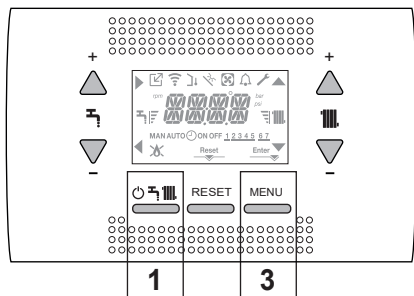 + +
rpm bar
psi
MAN AUTO ON OFF 1 2 3 4 5 6 7
Reset Enter
− −
RESET MENU
1 3